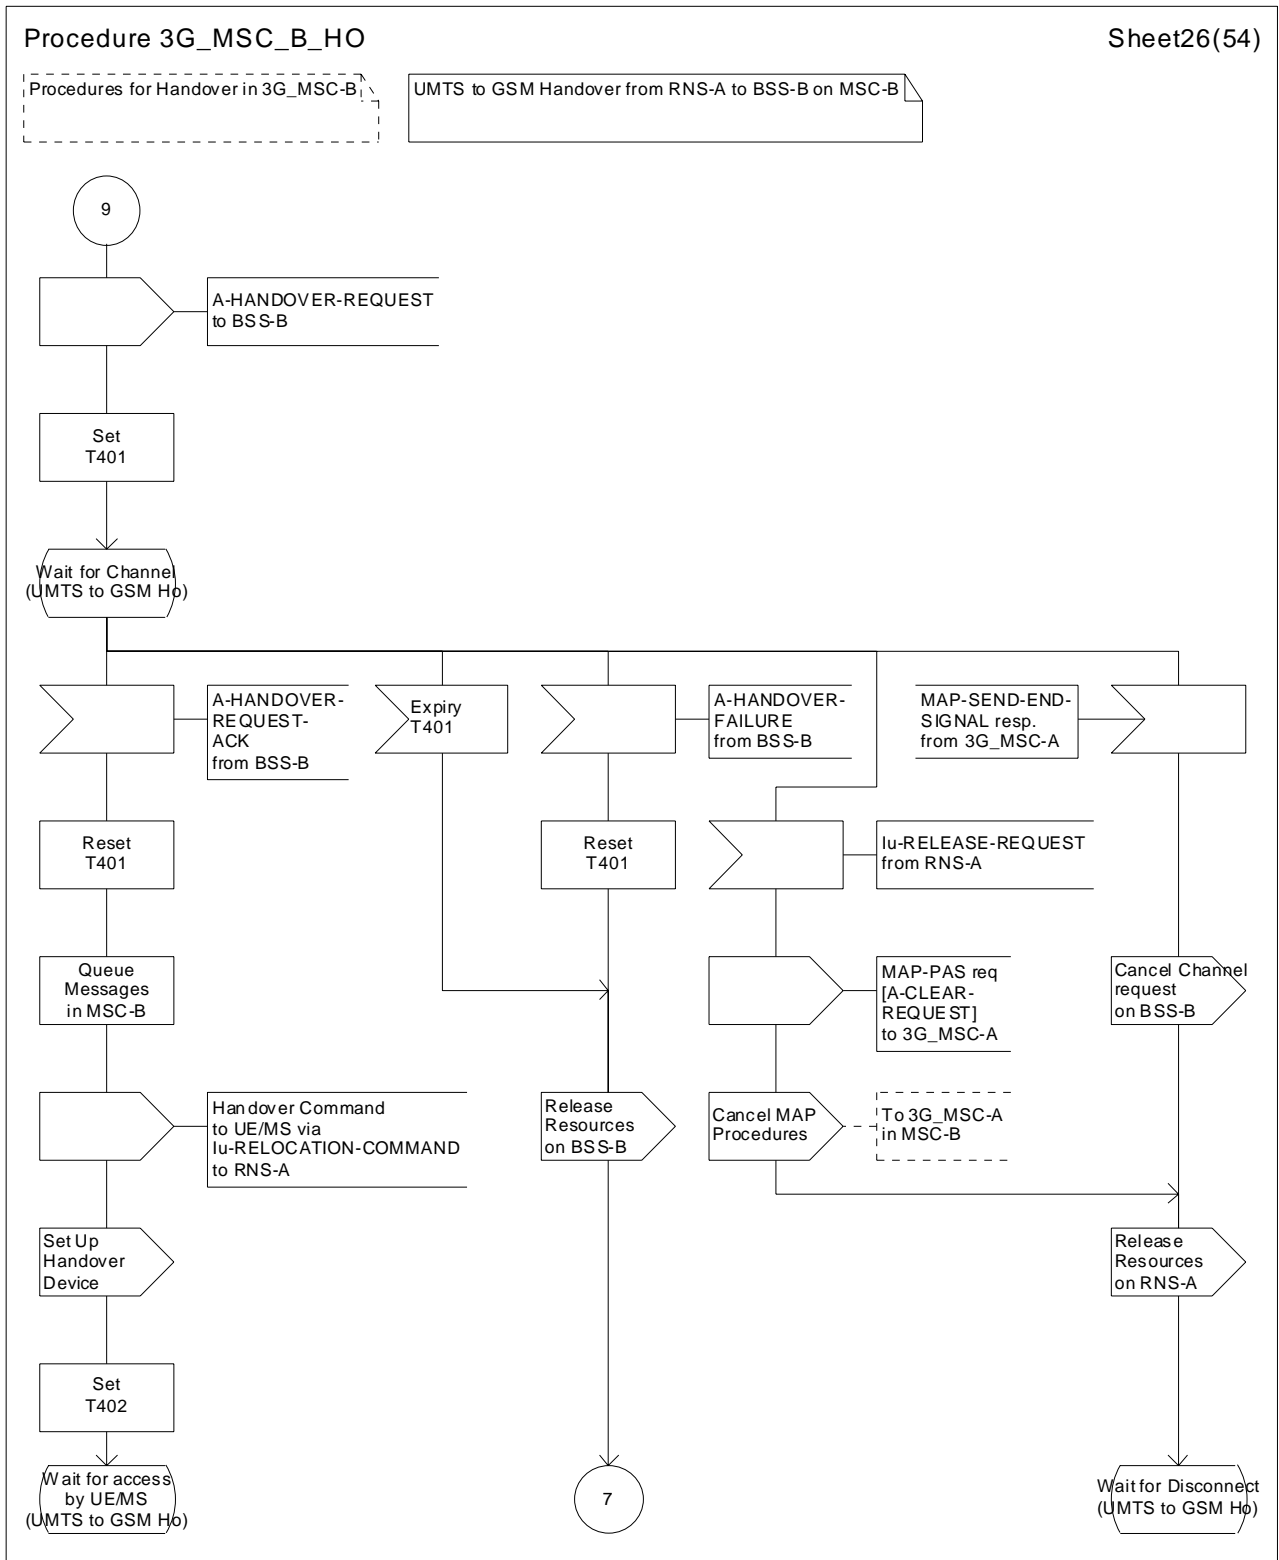 Procedure 3G_MSC_B_HO
Sheet26(54)
Procedures for Handover in 3G_MSC-B
UMTS to GSM Handover from RNS-A to BSS-B on MSC-B
9
A-HANDOVER-REQUEST
to BSS-B
Set
T401
Wait for Channel
(UMTS to GSM Ho)
A-HANDOVER-
REQUEST-
ACK
from BSS-B
Expiry
T401
A-HANDOVER-
FAILURE
from BSS-B
MAP-SEND-END-
SIGNAL resp.
from 3G_MSC-A
Reset
T401
Reset
T401
Iu-RELEASE-REQUEST
from RNS-A
Queue
Messages
in MSC-B
MAP-PAS req
[A-CLEAR-
REQUEST]
to 3G_MSC-A
Cancel Channel
request
on BSS-B
Handover Command
to UE/MS via
Iu-RELOCATION-COMMAND
to RNS-A
Release
Resources
on BSS-B
Cancel MAP
Procedures
To 3G_MSC-A
in MSC-B
Set Up
Handover
Device
Release
Resources
on RNS-A
Set
T402
Wait for access
by UE/MS
(UMTS to GSM Ho)
7
Wait for Disconnect
(UMTS to GSM Ho)